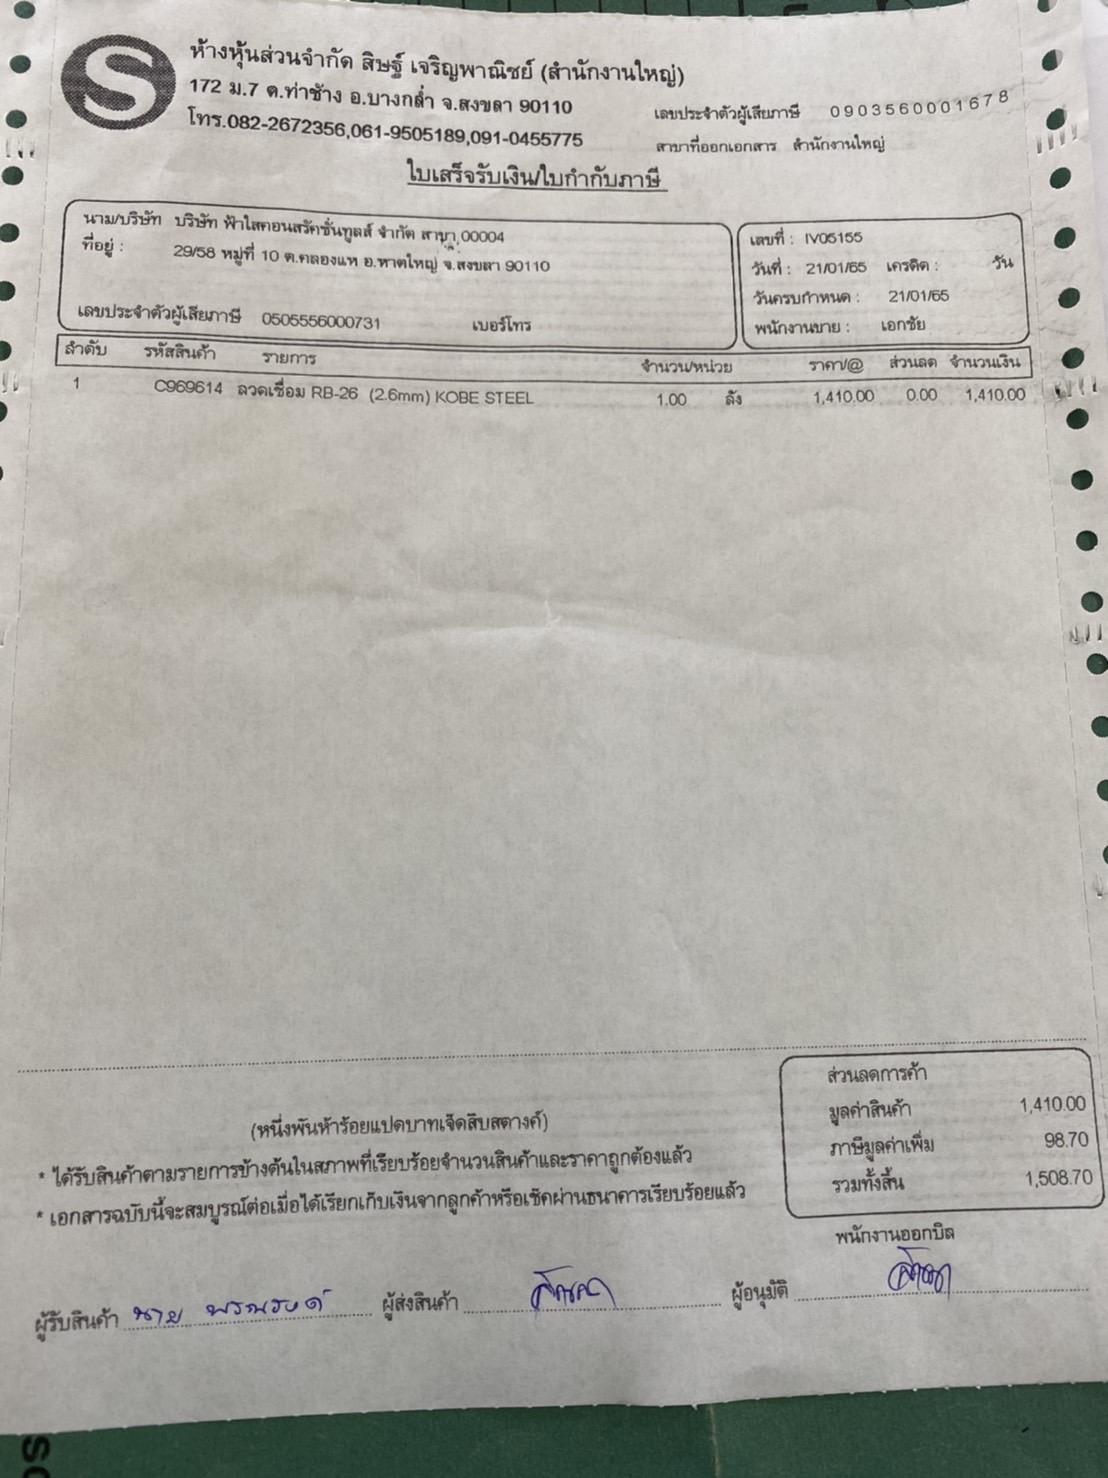 S
ห้างหุ้นส่วนจำกัด สิษฐ์ เจริญพาณิชย์ (สำนักงานใหญ่)
172 ม.7 ต.ท่าช้าง อ.บางกล่ำ จ.สงขลา 90110
โทร.082-2672356,061-9505189,091-0455775
เลขประจำตัวผู้เสียภาษี 0903560001678
สาขาที่ออกเอกสาร สำนักงานใหญ่
ใบเสร็จรับเงิน/ใบกำกับภาษี
นาม/บริษัท บริษัท ฟ้าใสคอนสรัคชั่นทูลส์ จำกัด สาขา 00004
ที่อยู่ : 29/58 หมู่ที่ 10 ต.คลองแห อ.หาดใหญ่ จ.สงขลา 90110
เลขประจำตัวผู้เสียภาษี 0505556000731 เบอร์โทร
เลขที่ : IV05155
วันที่ : 21/01/65 เครดิต : วัน
วันครบกำหนด : 21/01/65
พนักงานขาย : เอกชัย
ลำดับ รหัสสินค้า รายการ จำนวน/หน่วย ราคา/@ ส่วนลด จำนวนเงิน
1 C969614 ลวดเชื่อม RB-26 (2.6mm) KOBE STEEL 1.00 ลัง 1,410.00 0.00 1,410.00
ส่วนลดการค้า
มูลค่าสินค้า 1,410.00
ภาษีมูลค่าเพิ่ม 98.70
รวมทั้งสิ้น 1,508.70
(หนึ่งพันห้าร้อยแปดบาทเจ็ดสิบสตางค์)
* ได้รับสินค้าตามรายการข้างต้นในสภาพที่เรียบร้อยจำนวนสินค้าและราคาถูกต้องแล้ว
* เอกสารฉบับนี้จะสมบูรณ์ต่อเมื่อได้เรียกเก็บเงินจากลูกค้าหรือเช็คผ่านธนาคารเรียบร้อยแล้ว
พนักงานออกบิล
ผู้รับสินค้า นาย ผู้ส่งสินค้า ผู้อนุมัติ